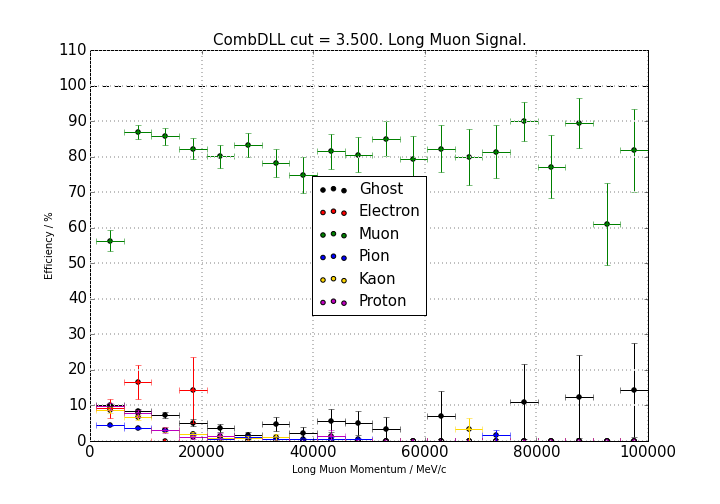 CombDLL cut = 3.500. Long Muon Signal.
110
100
90
80
70
60
50
40
30
20
10
0
Efficiency / %
Ghost
Electron
Muon
Pion
Kaon
Proton
0 20000 40000 60000 80000 100000
Long Muon Momentum / MeV/c